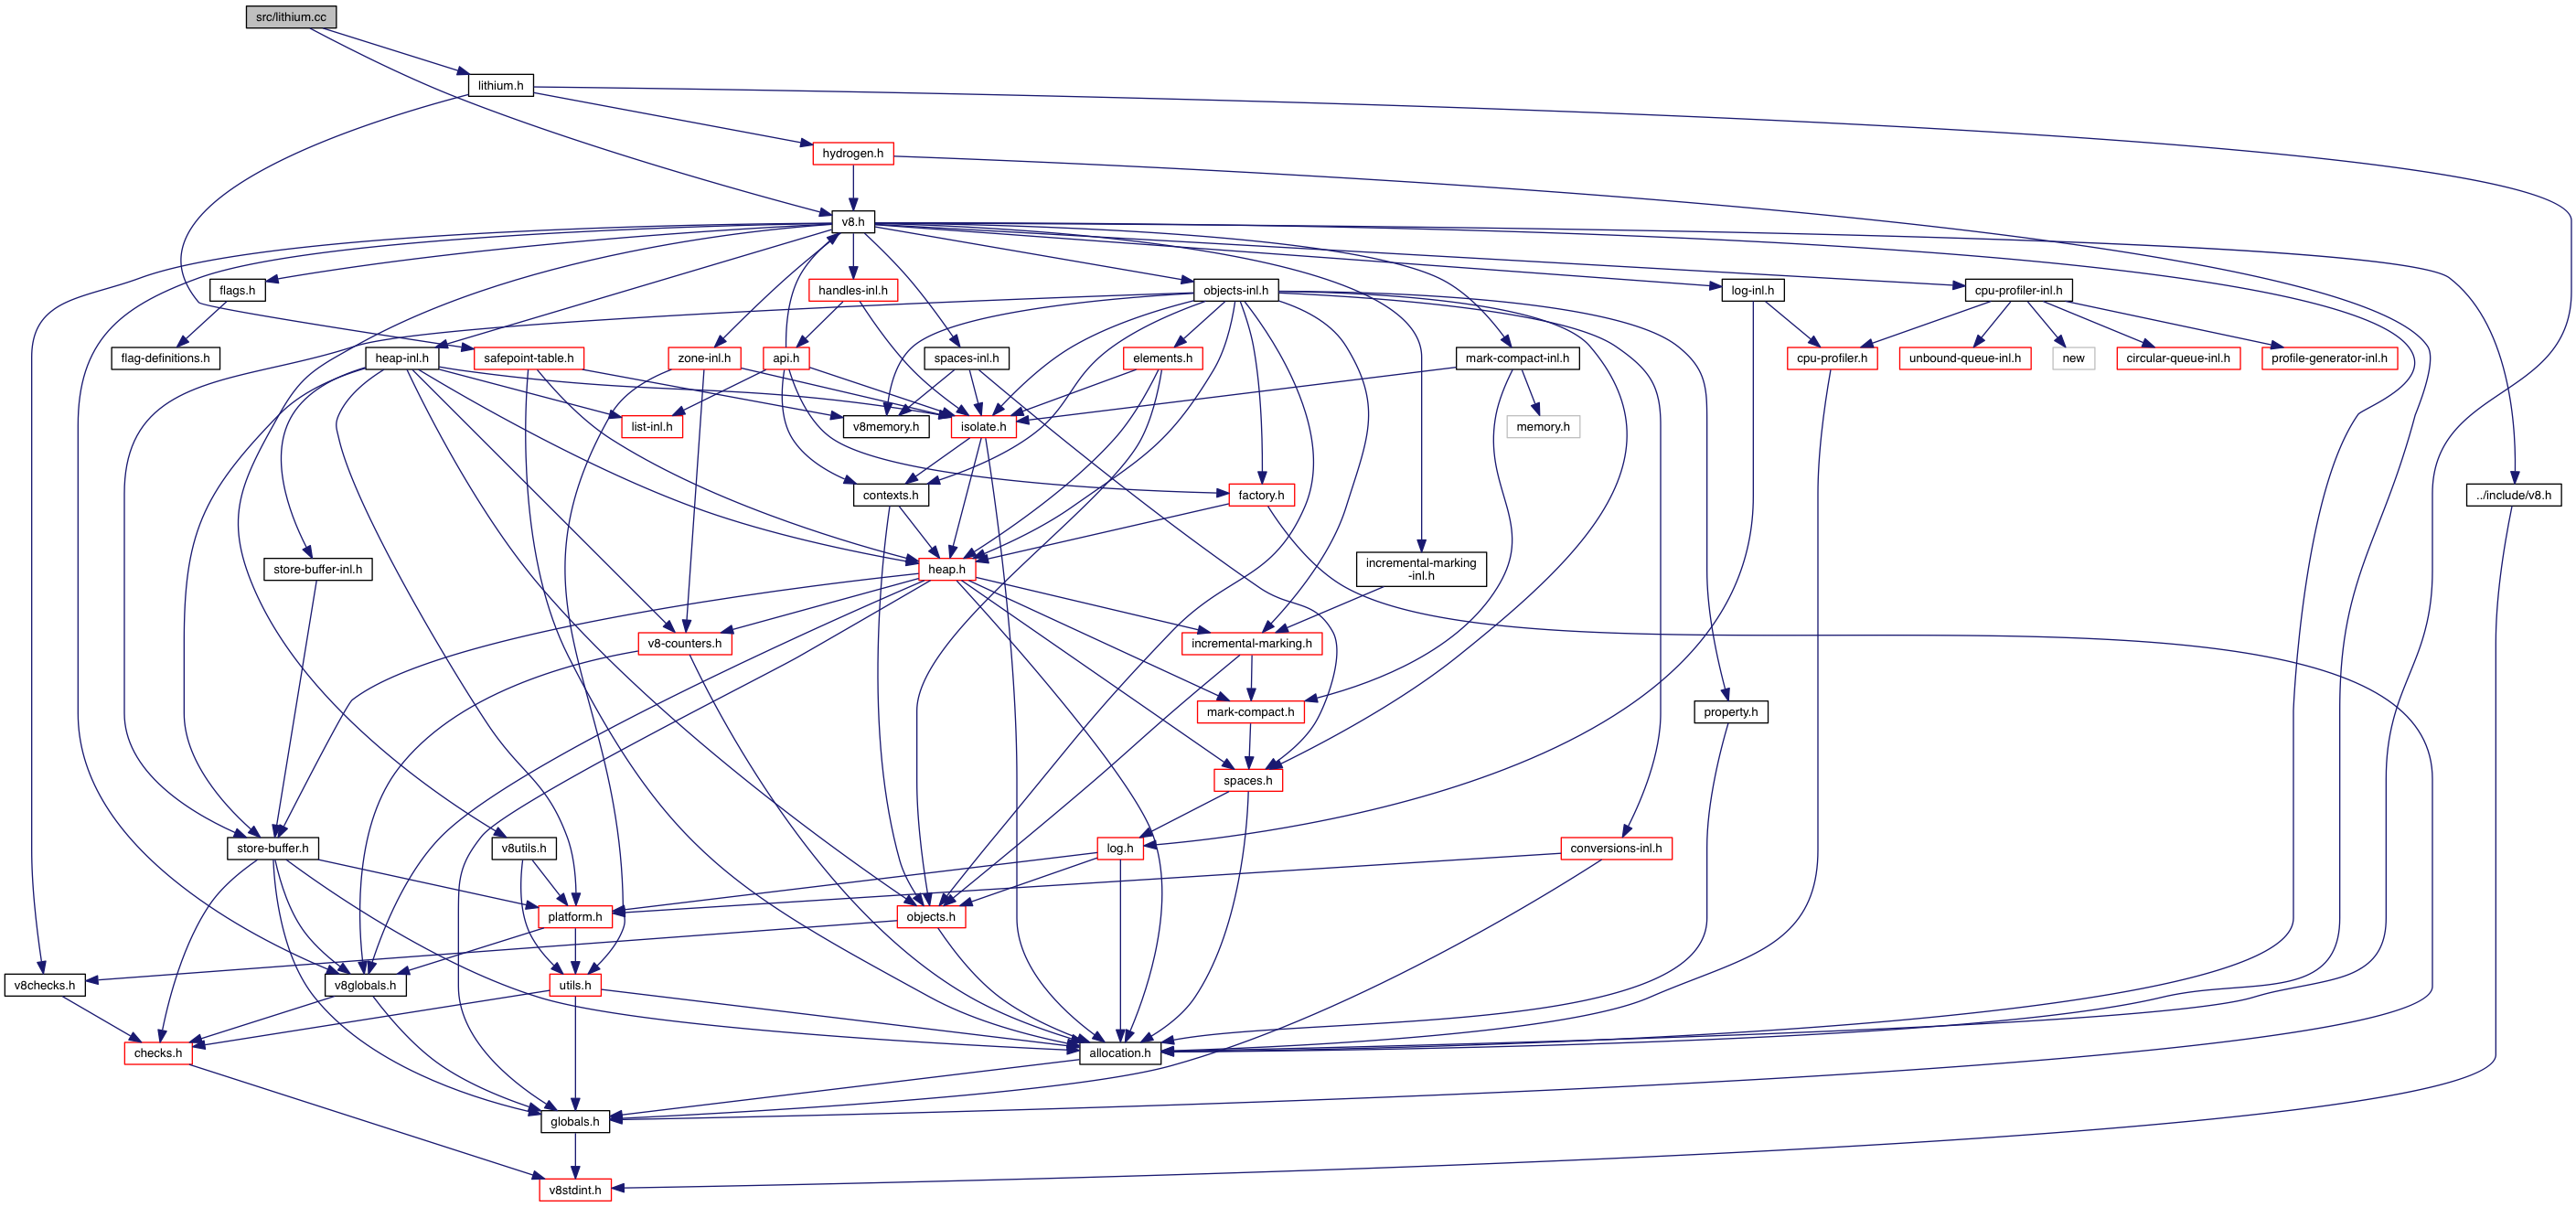 src/lithium.cc
lithium.h
hydrogen.h
v8.h
flags.h
handles-inl.h
objects-inl.h
log-inl.h
cpu-profiler-inl.h
flag-definitions.h
heap-inl.h
safepoint-table.h
zone-inl.h
api.h
spaces-inl.h
elements.h
mark-compact-inl.h
cpu-profiler.h
unbound-queue-inl.h
new
circular-queue-inl.h
profile-generator-inl.h
list-inl.h
v8memory.h
isolate.h
memory.h
contexts.h
factory.h
../include/v8.h
store-buffer-inl.h
heap.h
incremental-marking
-inl.h
v8-counters.h
incremental-marking.h
mark-compact.h
property.h
spaces.h
store-buffer.h
v8utils.h
log.h
conversions-inl.h
platform.h
objects.h
v8checks.h
v8globals.h
utils.h
checks.h
allocation.h
globals.h
v8stdint.h